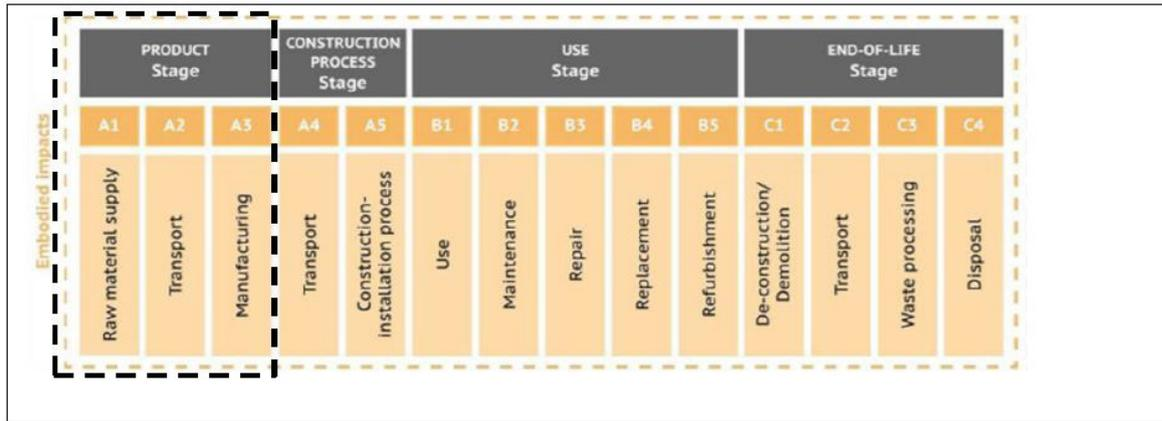 PRODUCT
Stage
CONSTRUCTION
PROCESS
Stage
USE
Stage
END-OF-LIFE
Stage
A1
A2
A3
A4
A5
B1
B2
B3
B4
B5
C1
C2
C3
C4
Embodied impacts
Raw material supply
Transport
Manufacturing
Transport
Construction-
installation process
Use
Maintenance
Repair
Replacement
Refurbishment
De-construction/
Demolition
Transport
Waste processing
Disposal